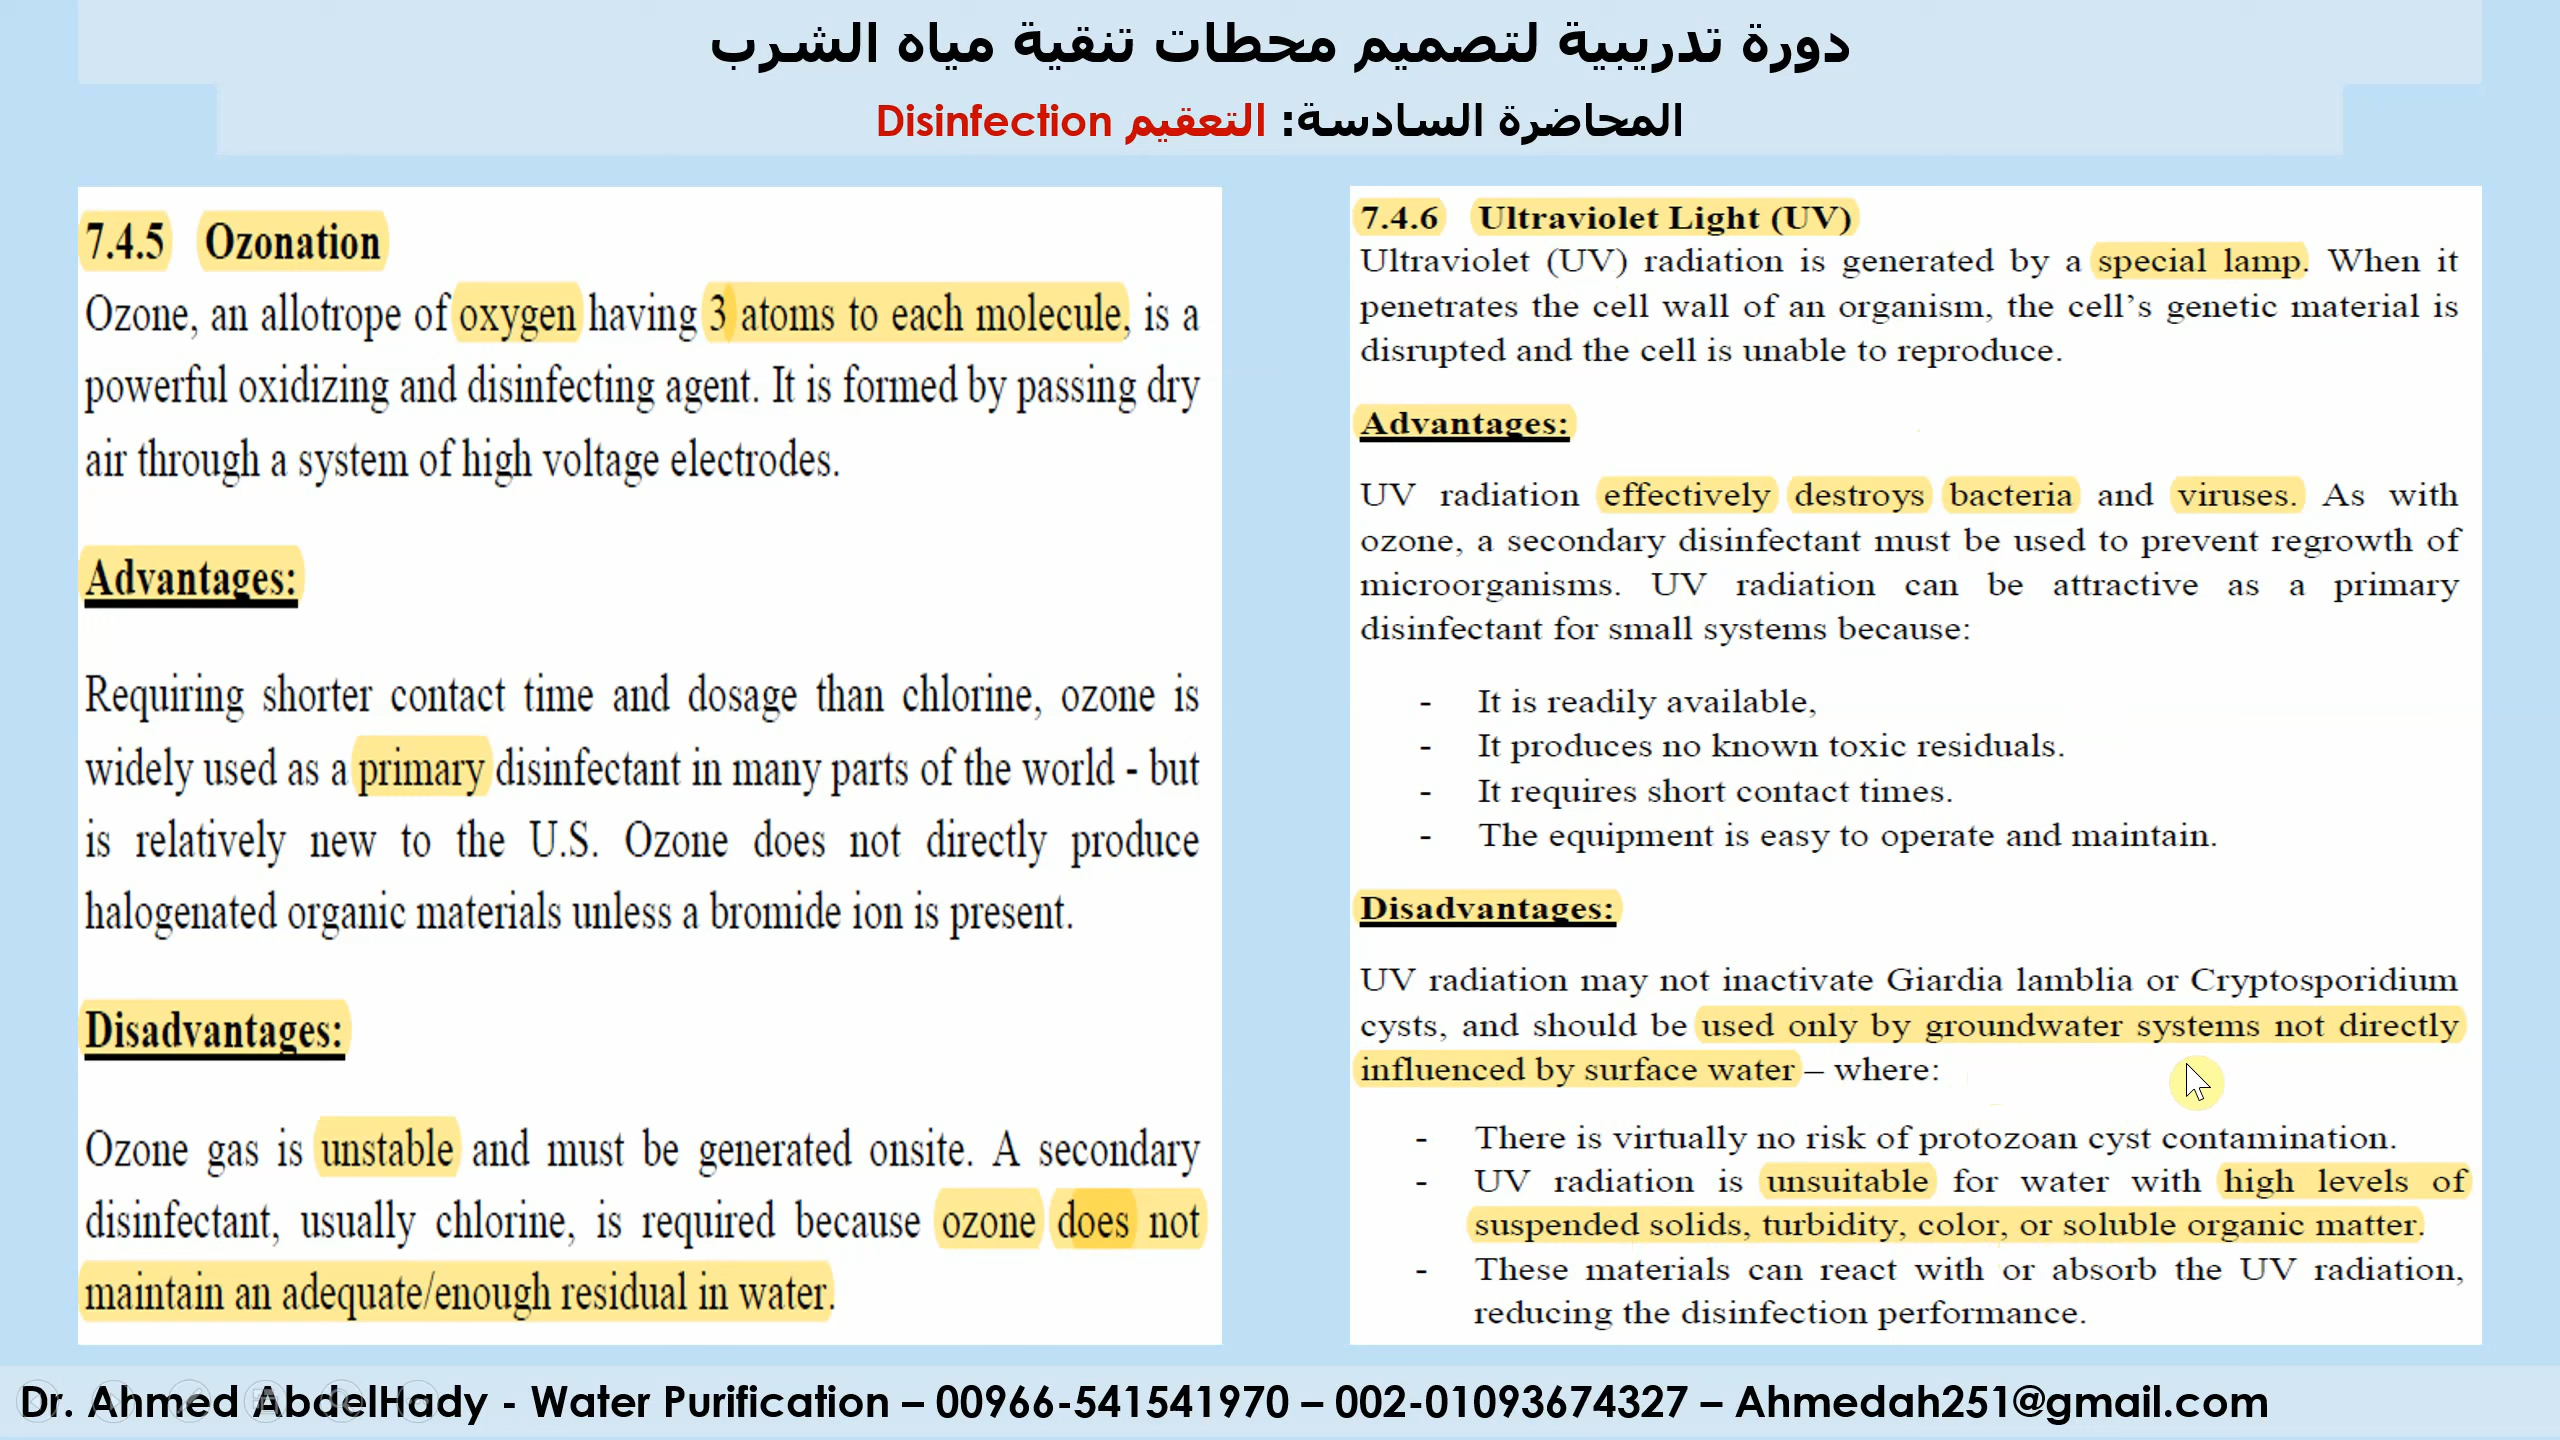 دورة تدريبية لتصميم محطات تنقية مياه الشرب
المحاضرة السادسة: التعقيم Disinfection
7.4.5 Ozonation
Ozone, an allotrope of oxygen having 3 atoms to each molecule, is a
powerful oxidizing and disinfecting agent. It is formed by passing dry
air through a system of high voltage electrodes.
Advantages:
Requiring shorter contact time and dosage than chlorine, ozone is
widely used as a primary disinfectant in many parts of the world - but
is relatively new to the U.S. Ozone does not directly produce
halogenated organic materials unless a bromide ion is present.
Disadvantages:
Ozone gas is unstable and must be generated onsite. A secondary
disinfectant, usually chlorine, is required because ozone does not
maintain an adequate/enough residual in water.
7.4.6 Ultraviolet Light (UV)
Ultraviolet (UV) radiation is generated by a special lamp. When it
penetrates the cell wall of an organism, the cell's genetic material is
disrupted and the cell is unable to reproduce.
Advantages:
UV radiation effectively destroys bacteria and viruses. As with
ozone, a secondary disinfectant must be used to prevent regrowth of
microorganisms. UV radiation can be attractive as a primary
disinfectant for small systems because:
- It is readily available,
- It produces no known toxic residuals.
- It requires short contact times.
- The equipment is easy to operate and maintain.
Disadvantages:
UV radiation may not inactivate Giardia lamblia or Cryptosporidium
cysts, and should be used only by groundwater systems not directly
influenced by surface water – where:
- There is virtually no risk of protozoan cyst contamination.
- UV radiation is unsuitable for water with high levels of
suspended solids, turbidity, color, or soluble organic matter.
- These materials can react with or absorb the UV radiation,
reducing the disinfection performance.
Dr. Ahmed AbdelHady - Water Purification – 00966-541541970 – 002-01093674327 – Ahmedah251@gmail.com